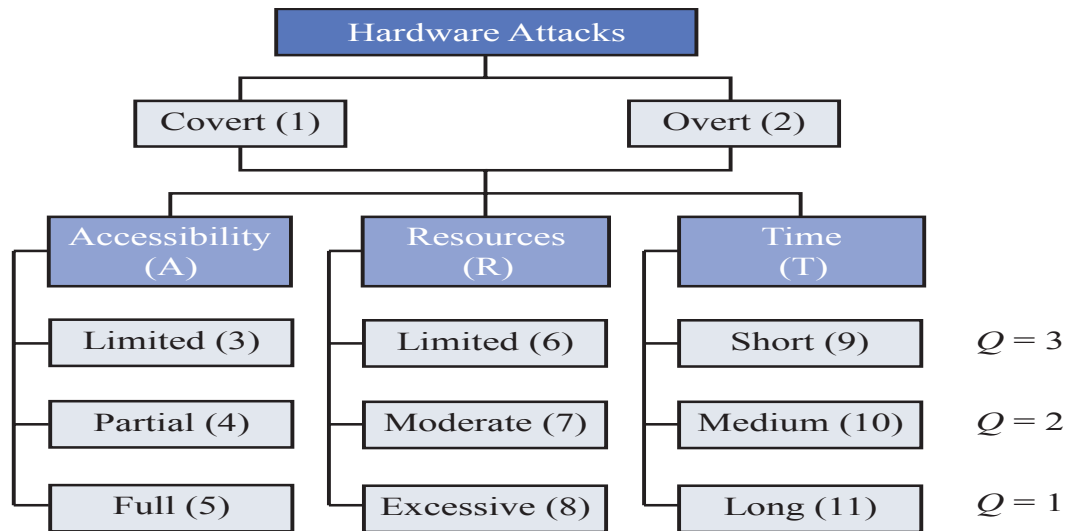 Hardware Attacks
Covert (1)
Overt (2)
Accessibility
(A)
Resources
(R)
Time
(T)
Limited (3)
Limited (6)
Short (9)
Q = 3
Partial (4)
Moderate (7)
Medium (10)
Q = 2
Full (5)
Excessive (8)
Long (11)
Q = 1